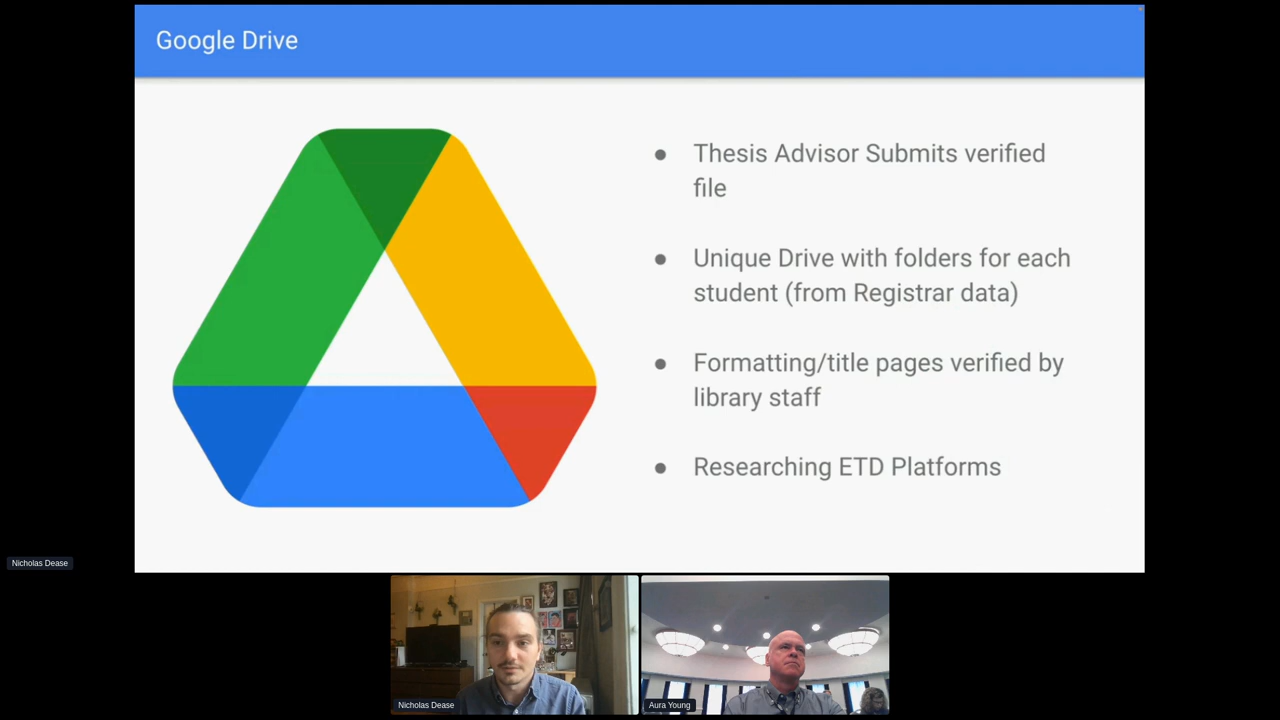 Google Drive
● Thesis Advisor Submits verified
file
● Unique Drive with folders for each
student (from Registrar data)
● Formatting/title pages verified by
library staff
● Researching ETD Platforms
Nicholas Dease
Nicholas Dease
Aura Young